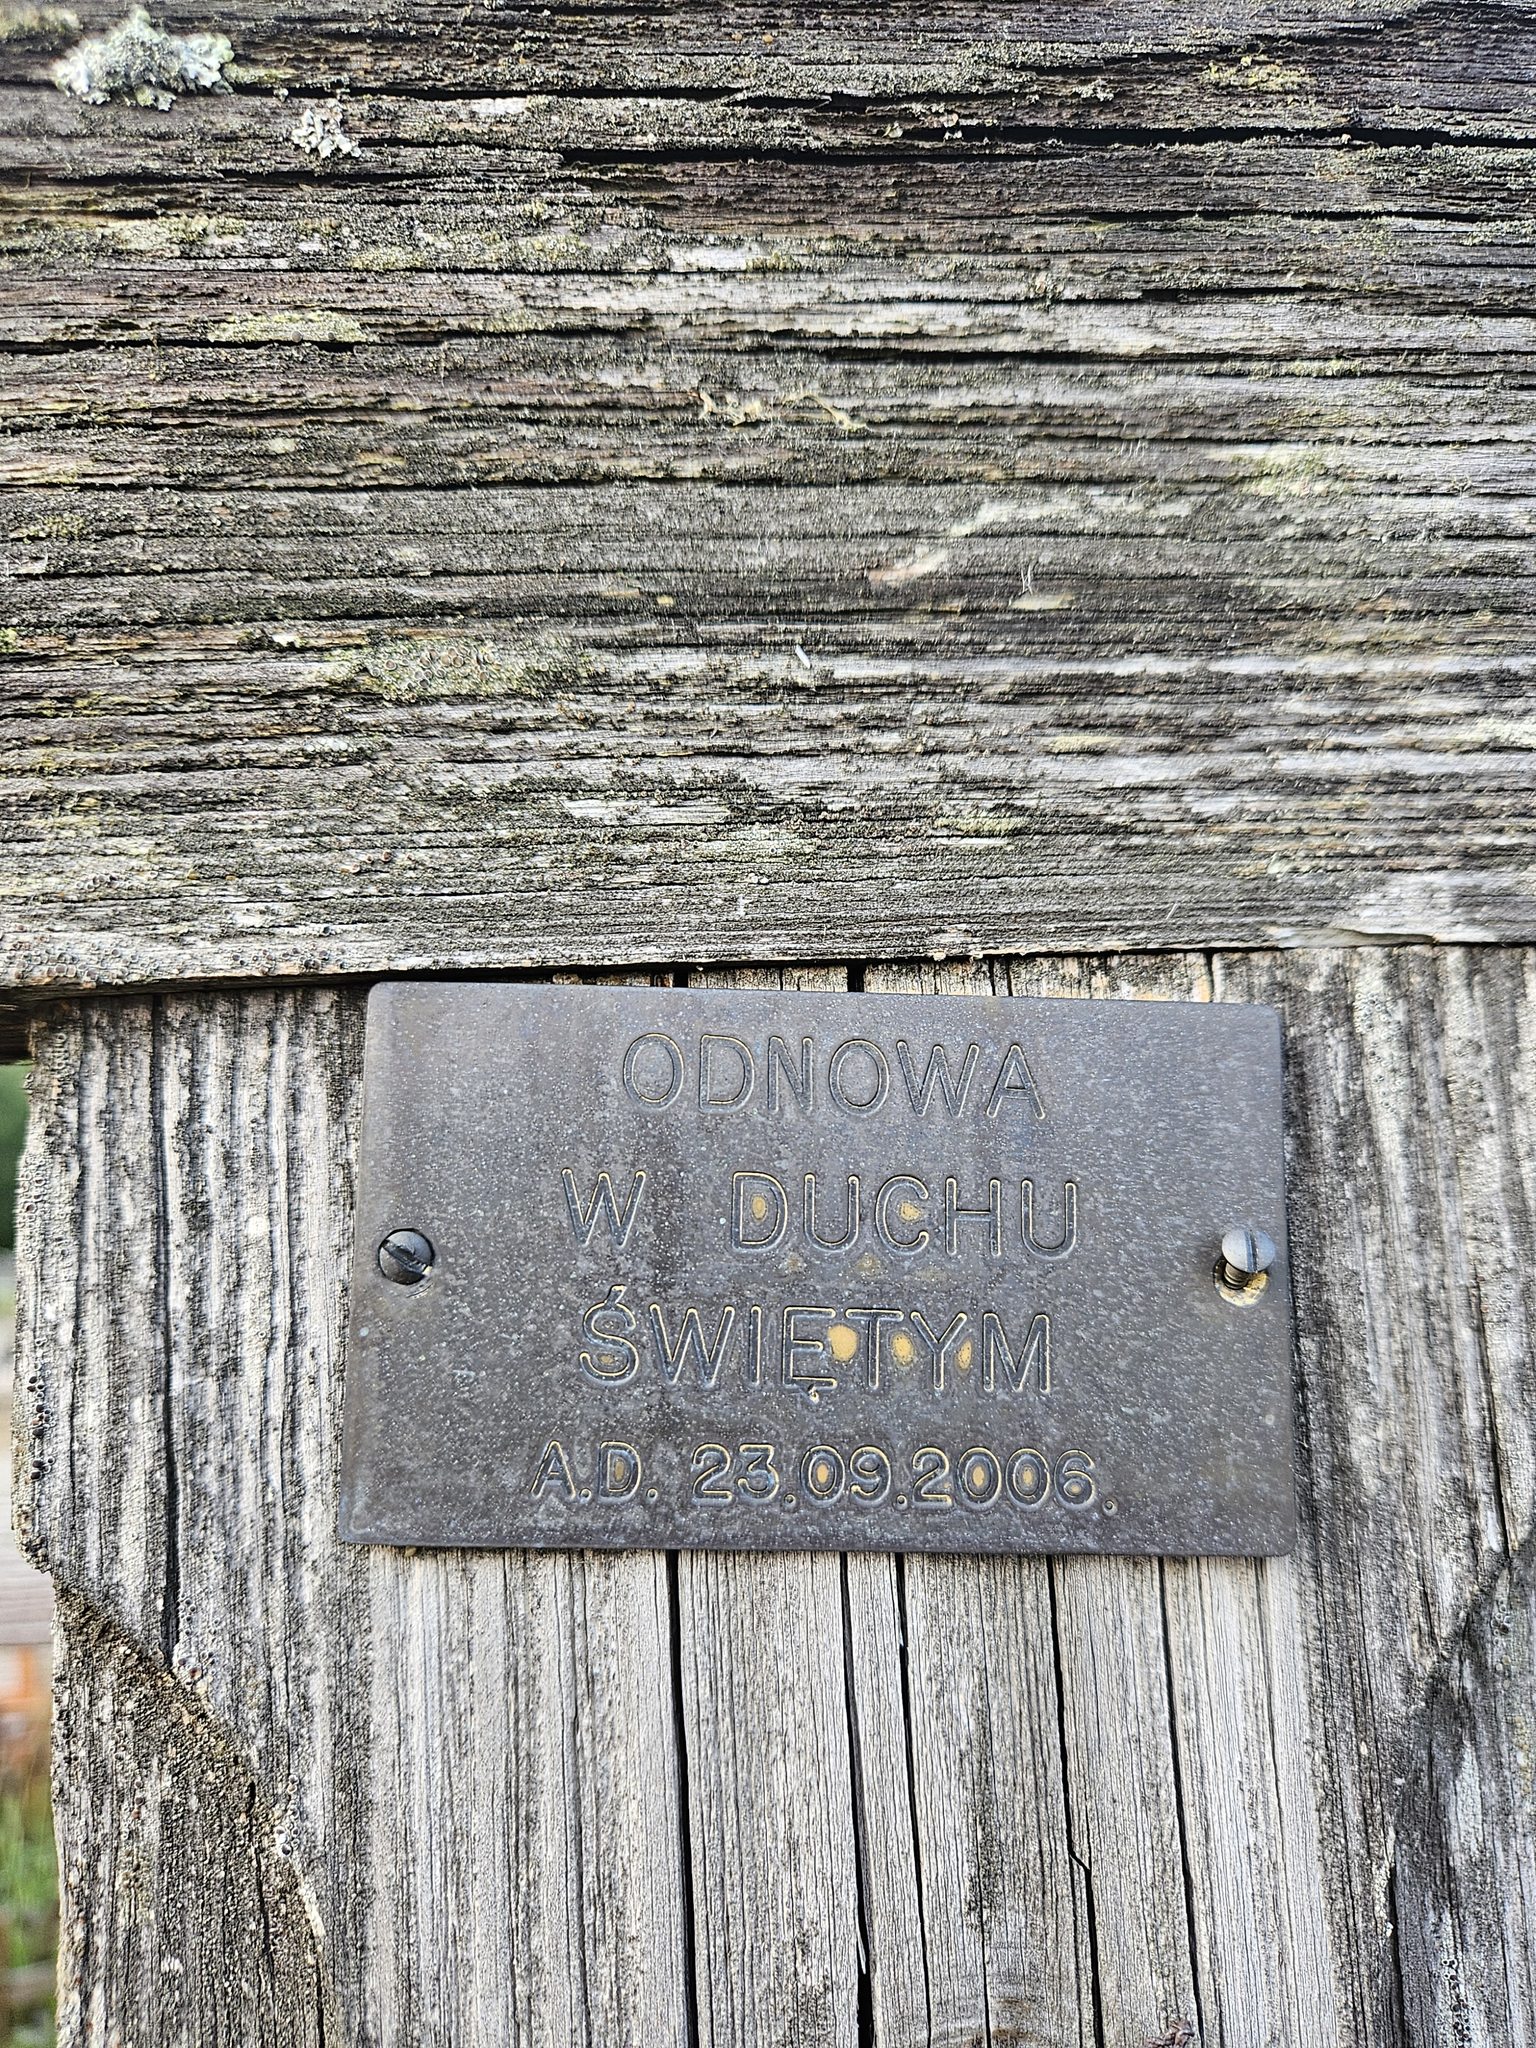 ODNOWA
W DUCHU
ŚWIĘTYM
A.D. 23.09.2006.